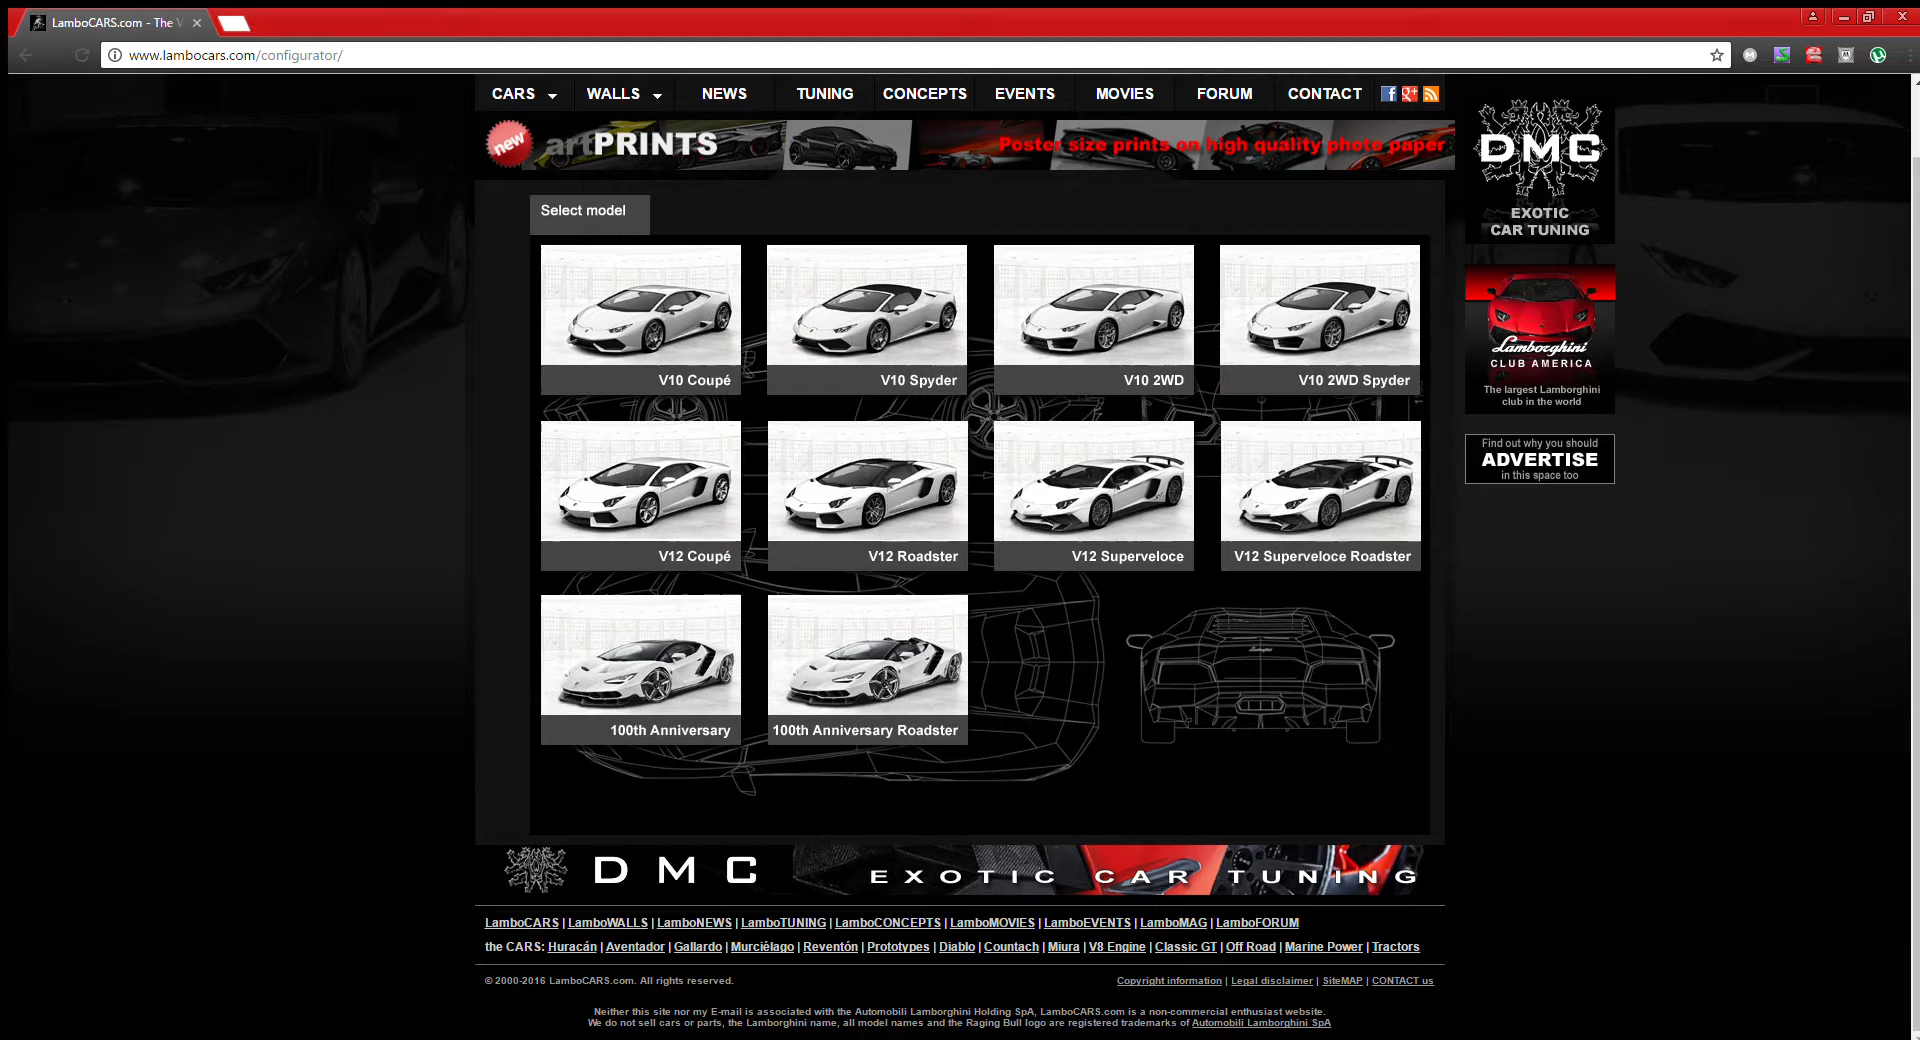 LamboCARS.com - The V
www.lambocars.com/configurator/
CARS
WALLS
NEWS
TUNING
CONCEPTS
EVENTS
MOVIES
FORUM
CONTACT
new
artPRINTS
Poster size prints on high quality photo paper
DMC
EXOTIC
CAR TUNING
Select model
V10 Coupé
V10 Spyder
V10 2WD
V10 2WD Spyder
Lamborghini
CLUB AMERICA
The largest Lamborghini
club in the world
Find out why you should
ADVERTISE
in this space too
V12 Coupé
V12 Roadster
V12 Superveloce
V12 Superveloce Roadster
100th Anniversary
100th Anniversary Roadster
DMC
EXOTIC CAR TUNING
LamboCARS | LamboWALLS | LamboNEWS | LamboTUNING | LamboCONCEPTS | LamboMOVIES | LamboEVENTS | LamboMAG | LamboFORUM
the CARS: Huracán | Aventador | Gallardo | Murciélago | Reventón | Prototypes | Diablo | Countach | Miura | V8 Engine | Classic GT | Off Road | Marine Power | Tractors
© 2000-2016 LamboCARS.com. All rights reserved.
Copyright information | Legal disclaimer | SiteMAP | CONTACT us
Neither this site nor my E-mail is associated with the Automobili Lamborghini Holding SpA, LamboCARS.com is a non-commercial enthusiast website.
We do not sell cars or parts, the Lamborghini name, all model names and the Raging Bull logo are registered trademarks of Automobili Lamborghini SpA